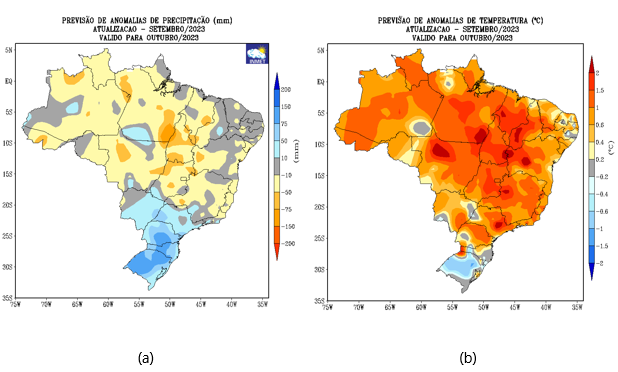 PREVISÃO DE ANOMALIAS DE PRECIPITAÇÃO (mm)
ATUALIZACAO - SETEMBRO/2023
VALIDO PARA OUTUBRO/2023
INMET
5N
EQ
5S
10S
15S
20S
25S
30S
35S
75W 70W 65W 60W 55W 50W 45W 40W 35W
200
150
75
50
10
-10
-50
-75
-150
-200
(mm)
(a)
PREVISÃO DE ANOMALIAS DE TEMPERATURA (°C)
ATUALIZACAO - SETEMBRO/2023
VALIDO PARA OUTUBRO/2023
5N
EQ
5S
10S
15S
20S
25S
30S
35S
75W 70W 65W 60W 55W 50W 45W 40W 35W
2
1.5
1
0.6
0.4
0.2
-0.2
-0.4
-0.6
-1
-1.5
-2
(°C)
(b)